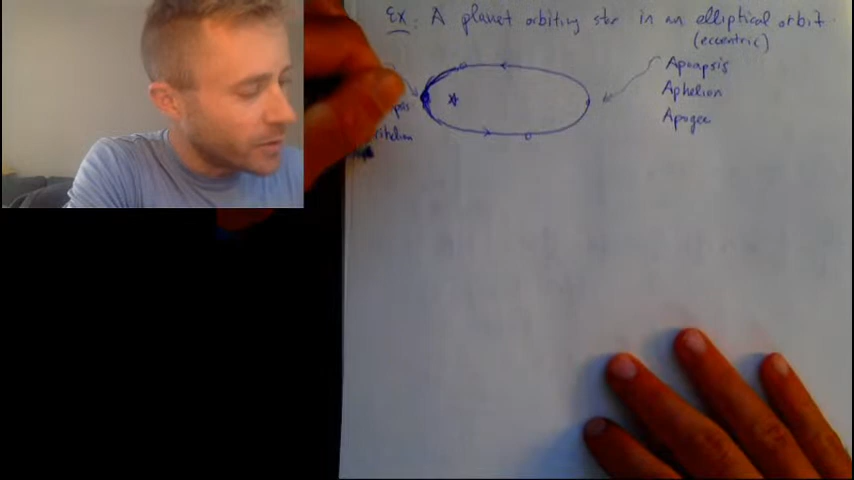 Ex: A planet orbiting star in an elliptical orbit
(eccentric)
Apoapsis
Aphelion
Apogee